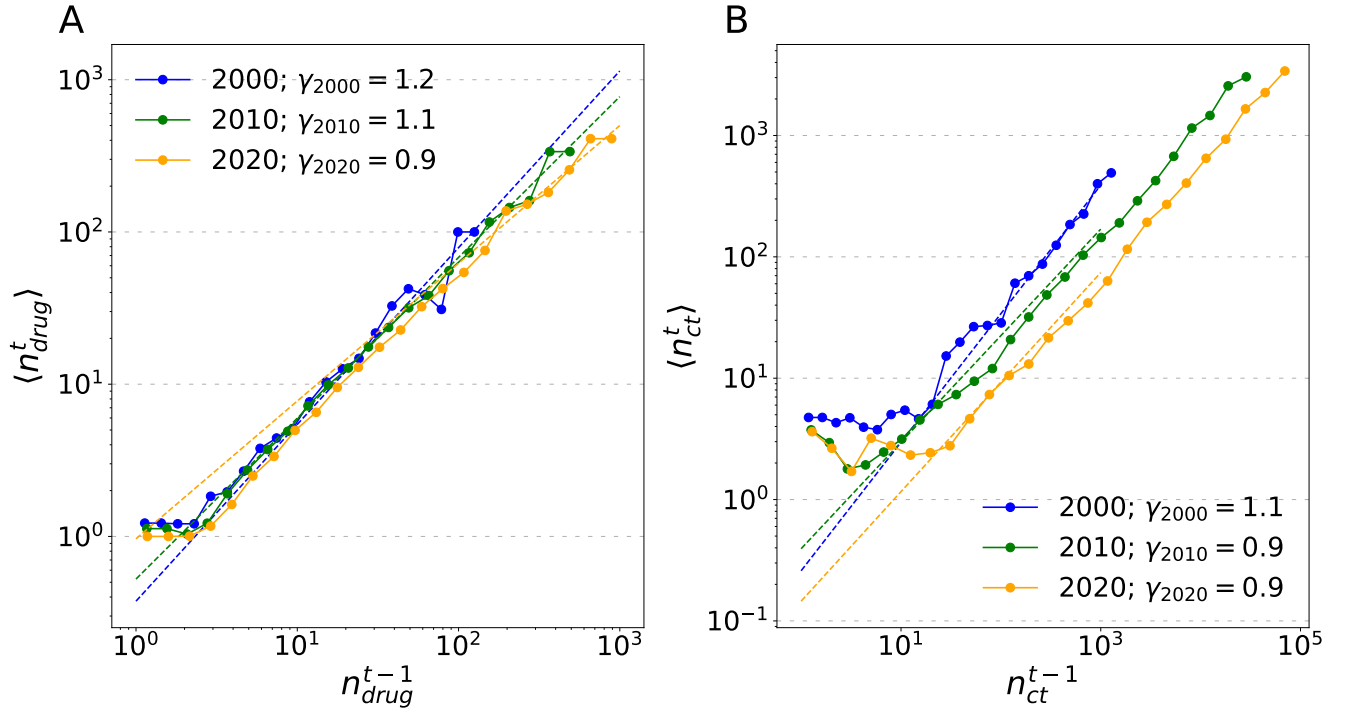 A
2000; γ2000 = 1.2
2010; γ2010 = 1.1
2020; γ2020 = 0.9
10^3
10^2
10^1
10^0
10^0 10^1 10^2 10^3
⟨n^t_drug⟩
n^{t−1}_drug
B
10^3
10^2
10^1
10^0
10^−1
2000; γ2000 = 1.1
2010; γ2010 = 0.9
2020; γ2020 = 0.9
10^1 10^3 10^5
⟨n^t_ct⟩
n^{t−1}_ct